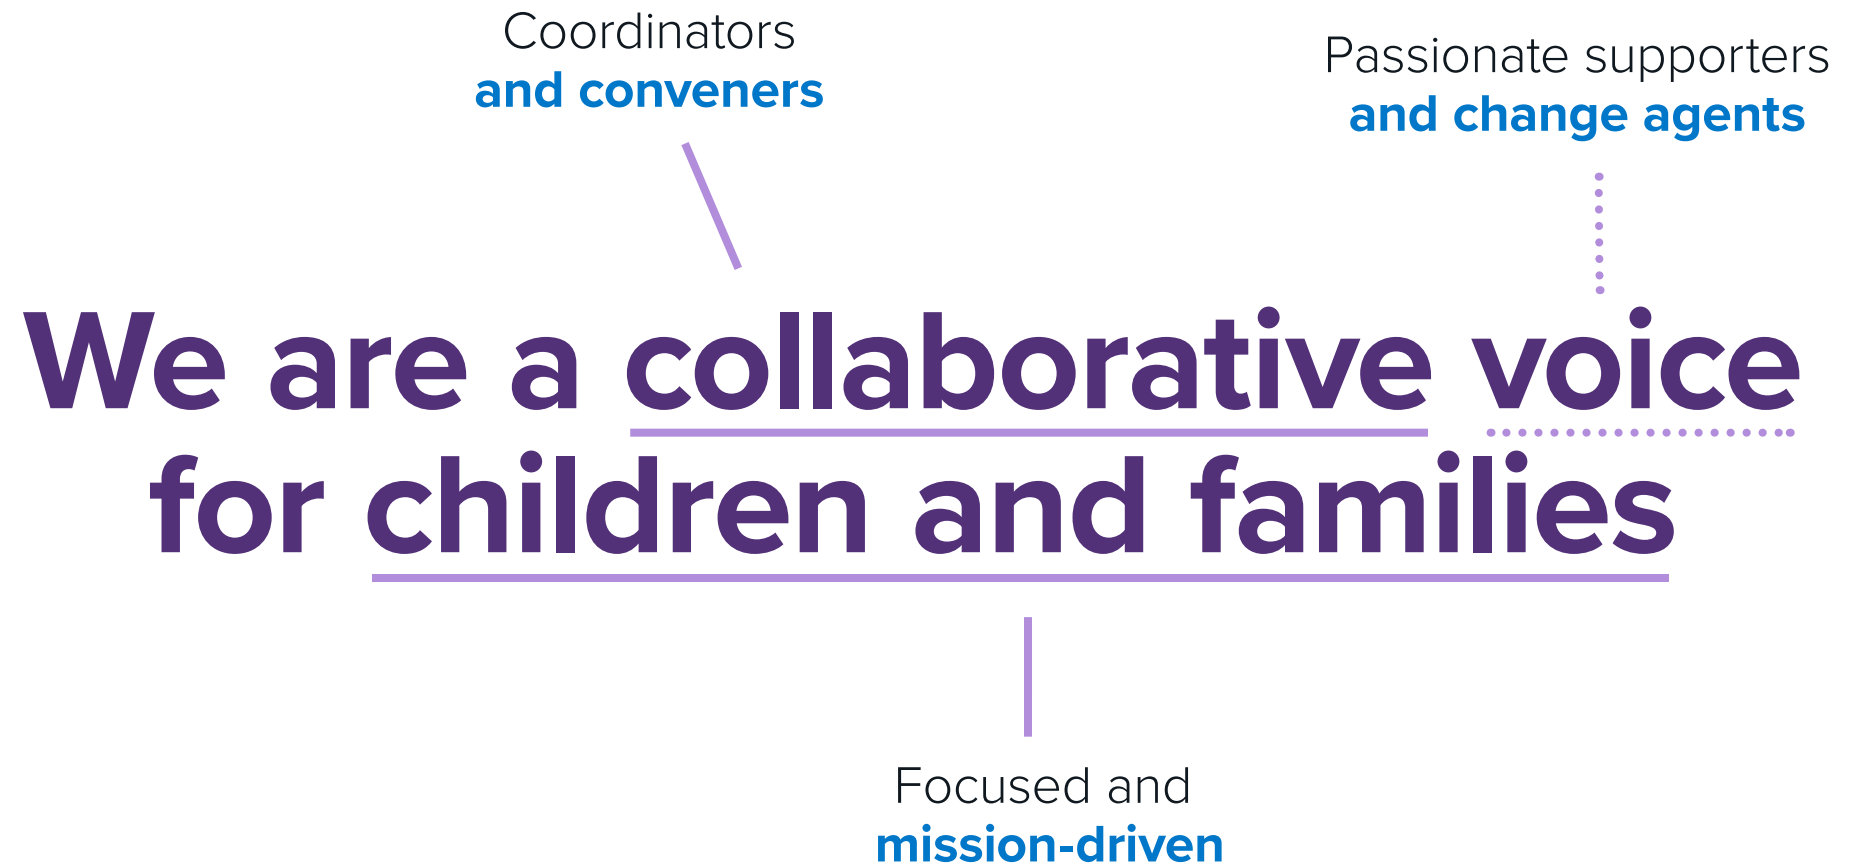 Coordinators
and conveners
Passionate supporters
and change agents
We are a collaborative voice
for children and families
Focused and
mission-driven